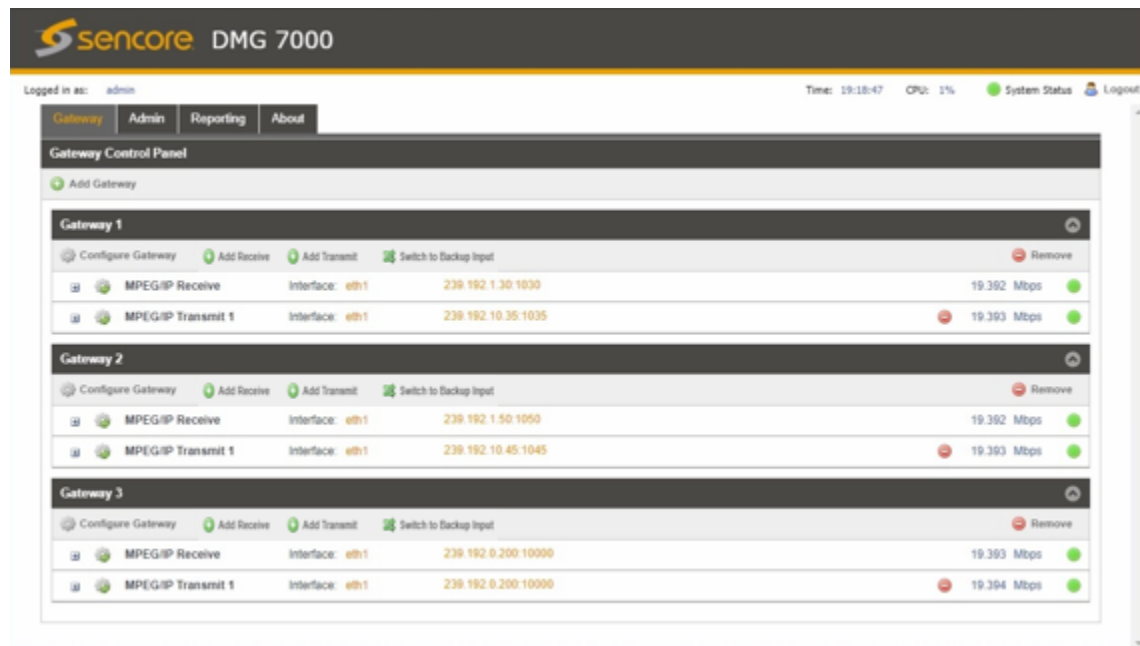 sencore DMG 7000
Logged in as: admin Time: 19:18:47 CPU: 1% System Status Logout
Gateway Admin Reporting About
Gateway Control Panel
Add Gateway
Gateway 1
Configure Gateway Add Receive Add Transmit Switch to Backup Input Remove
MPEG/IP Receive Interface: eth1 239.192.1.30:1030 19.392 Mbps
MPEG/IP Transmit 1 Interface: eth1 239.192.10.35:1035 19.393 Mbps
Gateway 2
Configure Gateway Add Receive Add Transmit Switch to Backup Input Remove
MPEG/IP Receive Interface: eth1 239.192.1.50:1050 19.392 Mbps
MPEG/IP Transmit 1 Interface: eth1 239.192.10.45:1045 19.393 Mbps
Gateway 3
Configure Gateway Add Receive Add Transmit Switch to Backup Input Remove
MPEG/IP Receive Interface: eth1 239.192.0.200:10000 19.393 Mbps
MPEG/IP Transmit 1 Interface: eth1 239.192.0.200:10000 19.394 Mbps